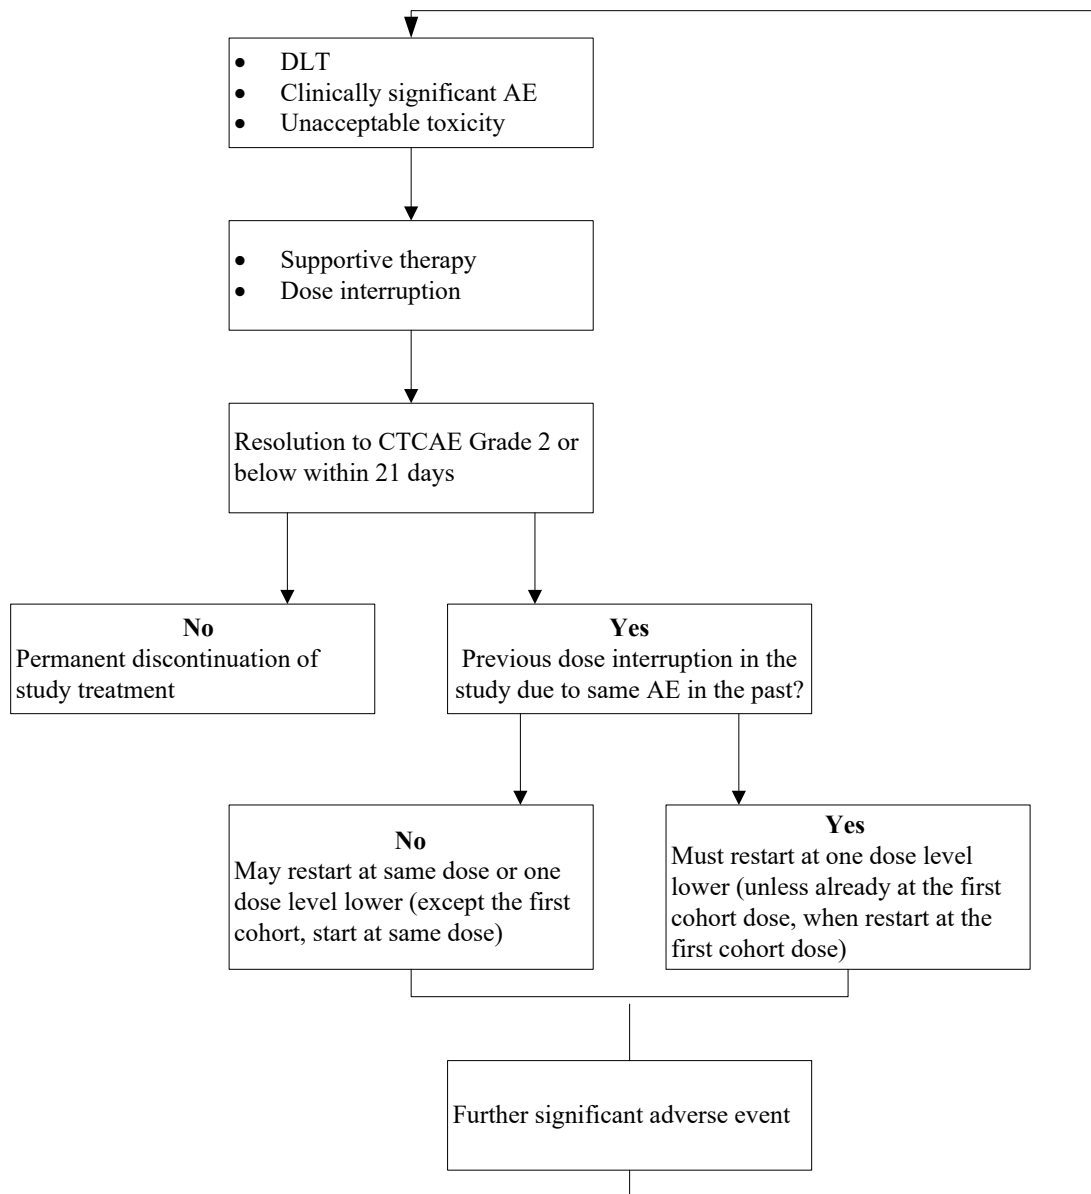 • DLT
• Clinically significant AE
• Unacceptable toxicity
• Supportive therapy
• Dose interruption
Resolution to CTCAE Grade 2 or
below within 21 days
No
Permanent discontinuation of
study treatment
Yes
Previous dose interruption in the
study due to same AE in the past?
No
May restart at same dose or one
dose level lower (except the first
cohort, start at same dose)
Yes
Must restart at one dose level
lower (unless already at the first
cohort dose, when restart at the
first cohort dose)
Further significant adverse event